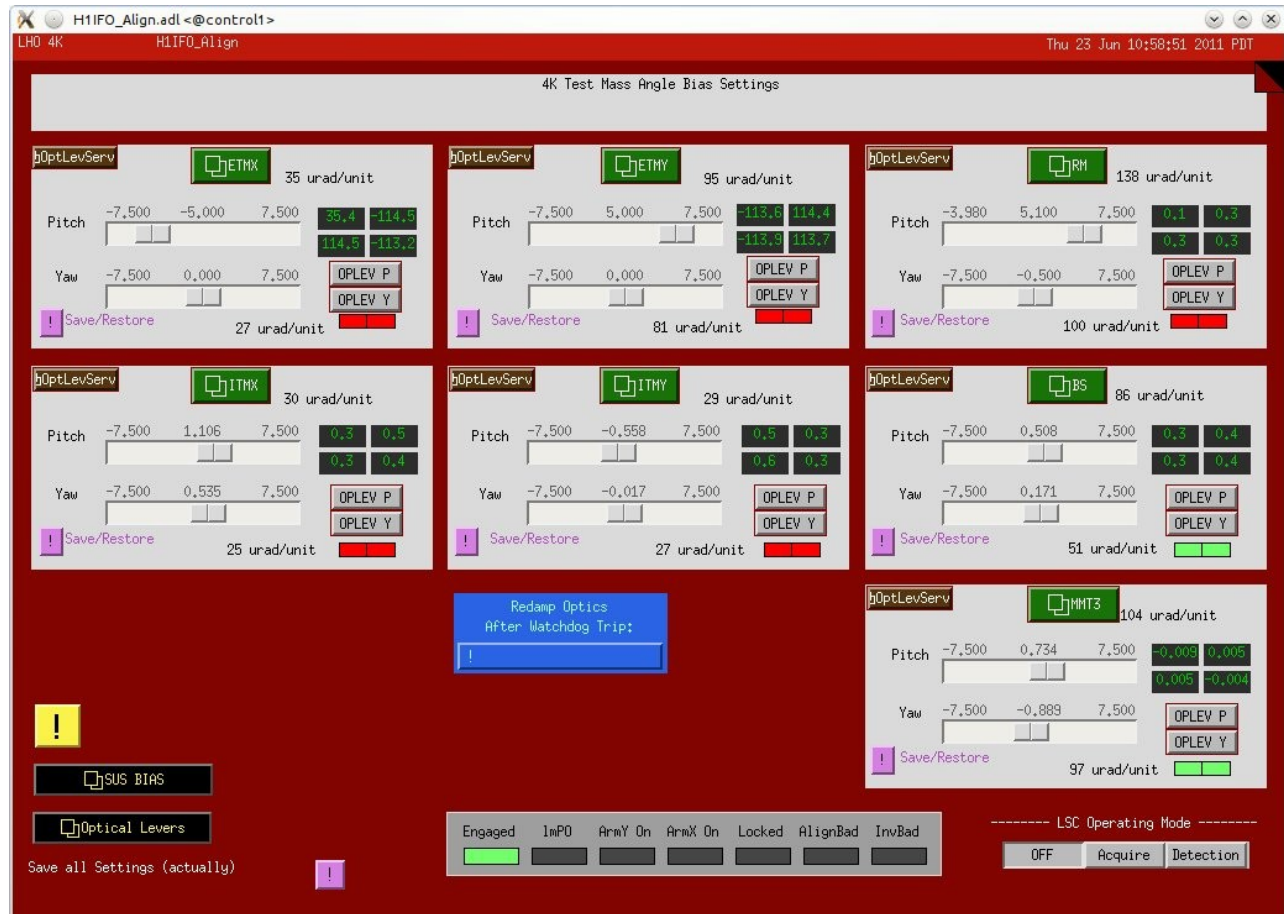 H1IFO_Align.adl <@control1>
LHO 4K H1IFO_Align Thu 23 Jun 10:58:51 2011 PDT
4K Test Mass Angle Bias Settings
OptLevServ
ETMX
35 urad/unit
Pitch -7.500 -5.000 7.500
35.4 -114.5
114.5 -113.2
Yaw -7.500 0.000 7.500
OPLEV P
OPLEV Y
! Save/Restore
27 urad/unit
OptLevServ
ETMY
95 urad/unit
Pitch -7.500 5.000 7.500
-113.6 114.4
-113.9 113.7
Yaw -7.500 0.000 7.500
OPLEV P
OPLEV Y
! Save/Restore
81 urad/unit
OptLevServ
RM
138 urad/unit
Pitch -3.980 5.100 7.500
0.1 0.3
0.3 0.3
Yaw -7.500 -0.500 7.500
OPLEV P
OPLEV Y
! Save/Restore
100 urad/unit
OptLevServ
ITMX
30 urad/unit
Pitch -7.500 1.106 7.500
0.3 0.5
0.3 0.4
Yaw -7.500 0.535 7.500
OPLEV P
OPLEV Y
! Save/Restore
25 urad/unit
OptLevServ
ITMY
29 urad/unit
Pitch -7.500 -0.558 7.500
0.5 0.3
0.6 0.3
Yaw -7.500 -0.017 7.500
OPLEV P
OPLEV Y
! Save/Restore
27 urad/unit
OptLevServ
BS
86 urad/unit
Pitch -7.500 0.508 7.500
0.3 0.4
0.3 0.4
Yaw -7.500 0.171 7.500
OPLEV P
OPLEV Y
! Save/Restore
51 urad/unit
Redamp Optics
After Watchdog Trip:
!
OptLevServ
MMT3
104 urad/unit
Pitch -7.500 0.734 7.500
-0.009 0.005
0.005 -0.004
Yaw -7.500 -0.889 7.500
OPLEV P
OPLEV Y
! Save/Restore
97 urad/unit
!
SUS BIAS
Optical Levers
Save all Settings (actually) !
Engaged 1mPO ArmY On ArmX On Locked AlignBad InvBad
-------- LSC Operating Mode --------
OFF Acquire Detection